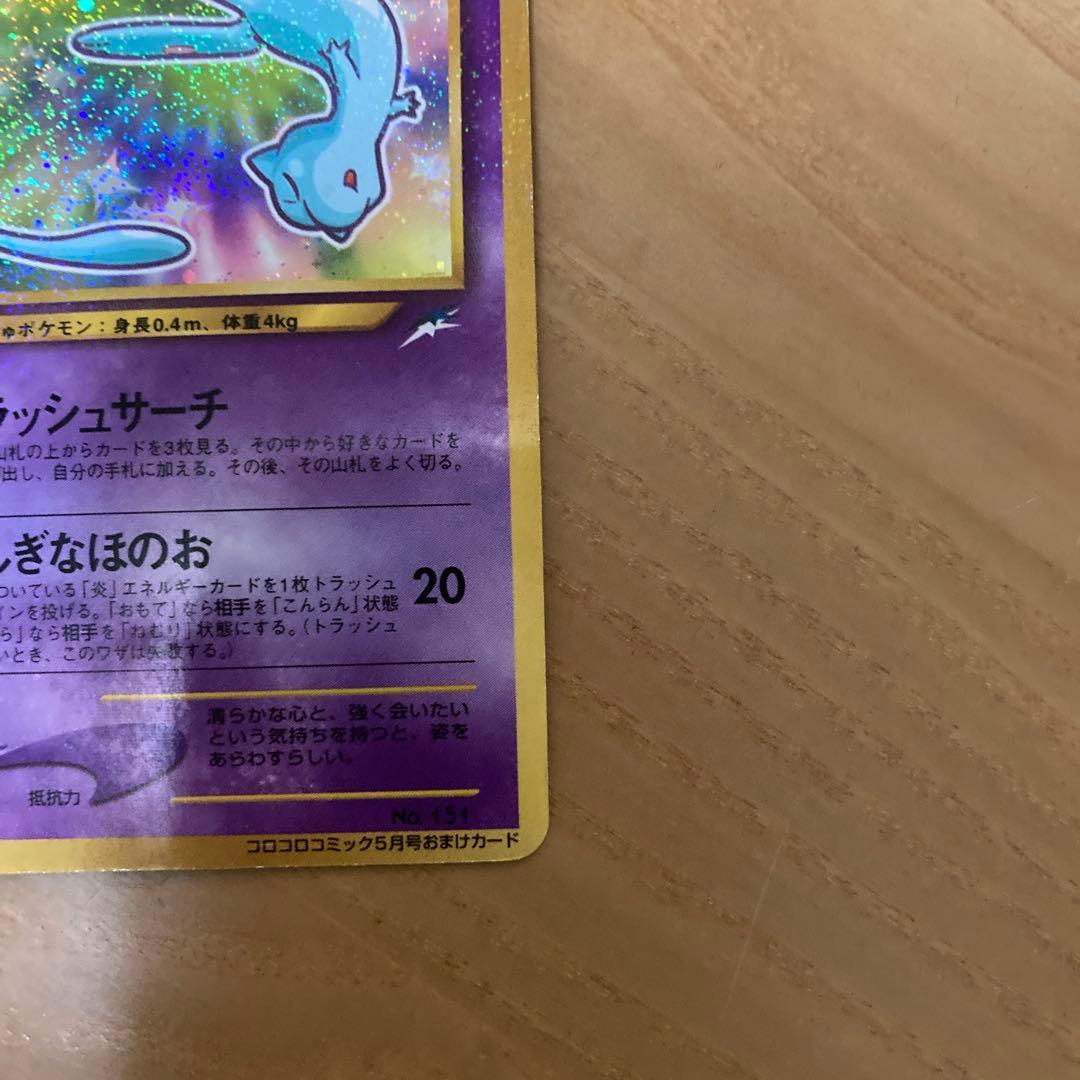 ゅポケモン：身長0.4m、体重4kg
ラッシュサーチ
山札の上からカードを3枚見る。その中から好きなカードを
出し、自分の手札に加える。その後、その山札をよく切る。
しぎなほのお
ついている「炎」エネルギーカードを1枚トラッシュ
インを投げる。「おもて」なら相手を「こんらん」状態
ら」なら相手を「ねむり」状態にする。(トラッシュ
いとき、このワザは失敗する。)
20
清らかな心と、強く会いたい
という気持ちを持つと、姿を
あらわすらしい。
抵抗力
No. 151
コロコロコミック5月号おまけカード